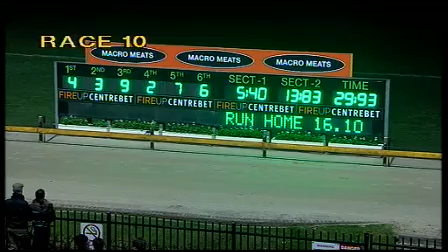 RACE 10
MACRO MEATS MACRO MEATS MACRO MEATS
1ST 2ND 3RD 4TH 5TH 6TH SECT-1 SECT-2 TIME
4 3 9 2 7 6 5:40 13:83 29:93
FIREUP CENTREBET FIREUP CENTREBET FIREUP CENTREBET FIREUP CENTREBET
RUN HOME 16.10
WARNING
DANGER